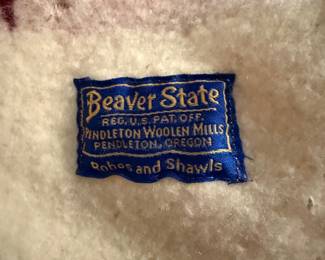 Beaver State
REG. U.S. PAT. OFF.
PENDLETON WOOLEN MILLS
PENDLETON, OREGON
Robes and Shawls